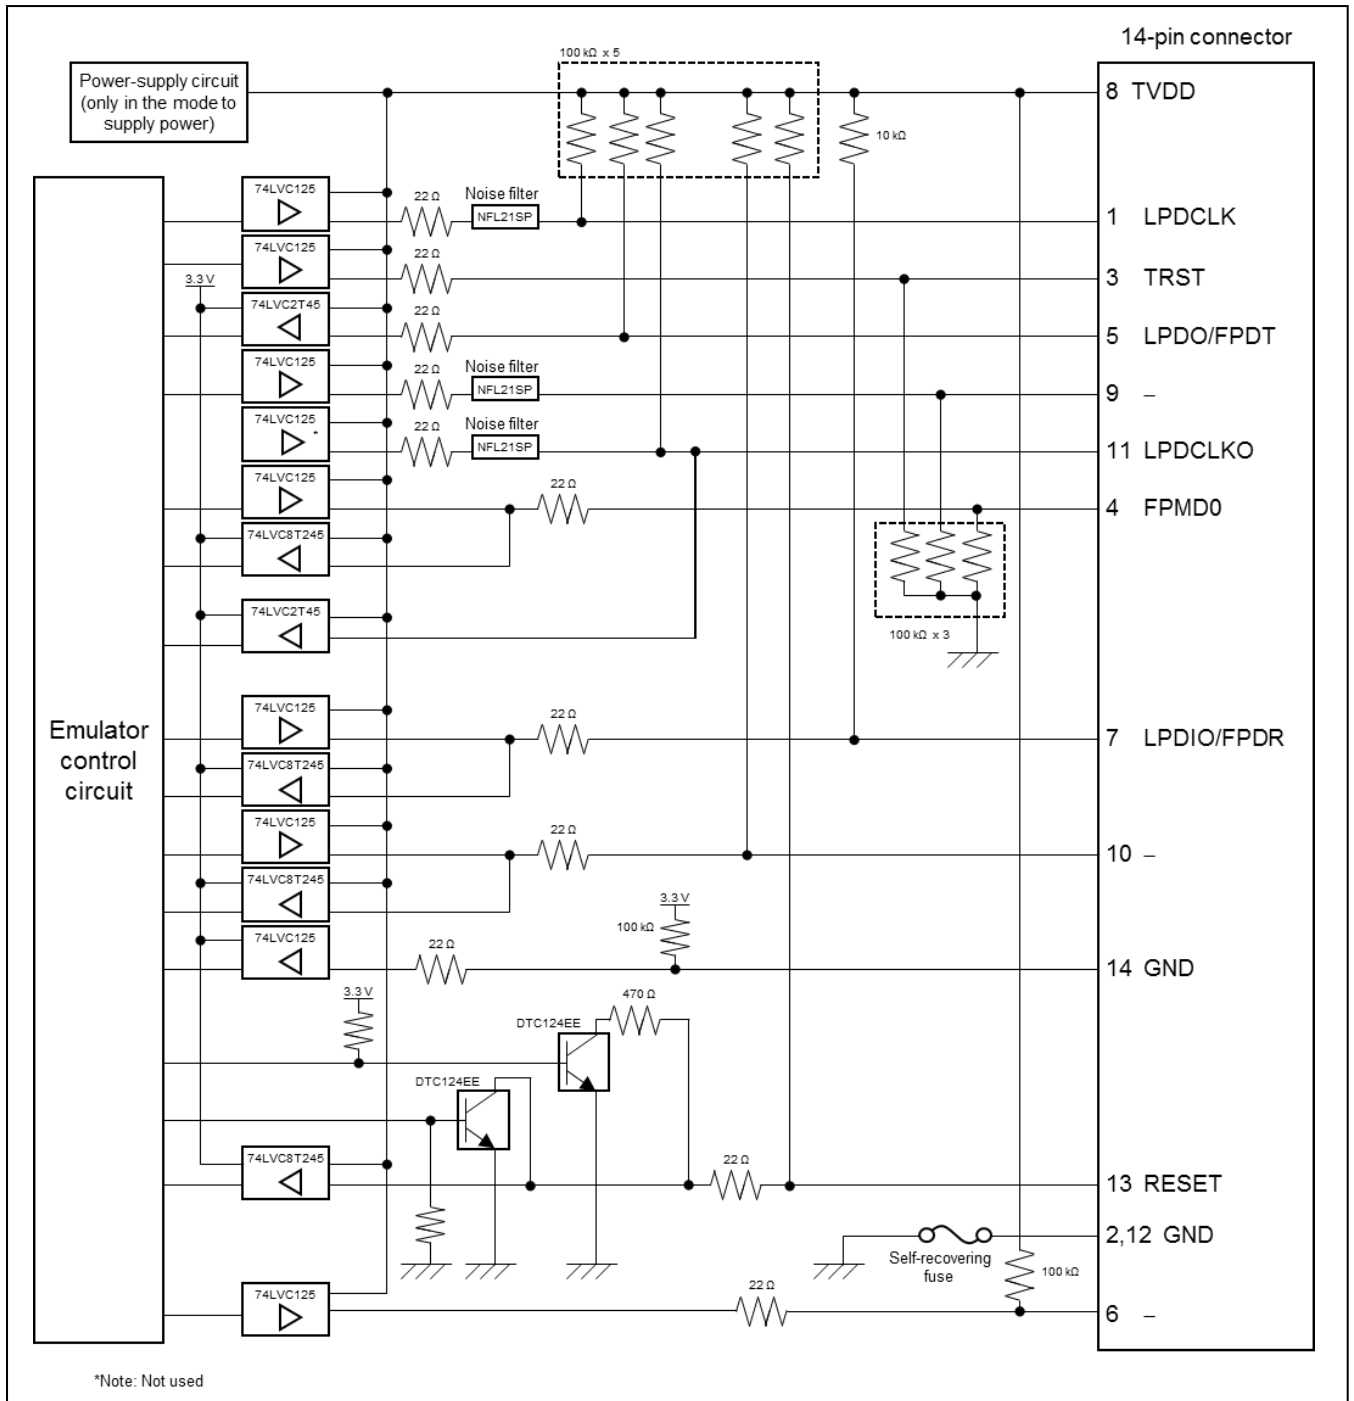 14-pin connector
100 kΩ x 5
Power-supply circuit
(only in the mode to
supply power)
8 TVDD
10 kΩ
74LVC125
22 Ω
Noise filter
NFL21SP
1 LPDCLK
74LVC125
22 Ω
3 TRST
3.3 V
74LVC2T45
22 Ω
5 LPDO/FPDT
74LVC125
22 Ω
Noise filter
NFL21SP
9 –
74LVC125
*
22 Ω
Noise filter
NFL21SP
11 LPDCLKO
74LVC125
22 Ω
4 FPMD0
74LVC8T245
74LVC2T45
100 kΩ x 3
Emulator
control
circuit
74LVC125
22 Ω
7 LPDIO/FPDR
74LVC8T245
74LVC125
22 Ω
10 –
74LVC8T245
3.3 V
100 kΩ
74LVC125
22 Ω
14 GND
3.3 V
470 Ω
DTC124EE
DTC124EE
74LVC8T245
22 Ω
13 RESET
2,12 GND
Self-recovering
fuse
100 kΩ
74LVC125
22 Ω
6 –
*Note: Not used